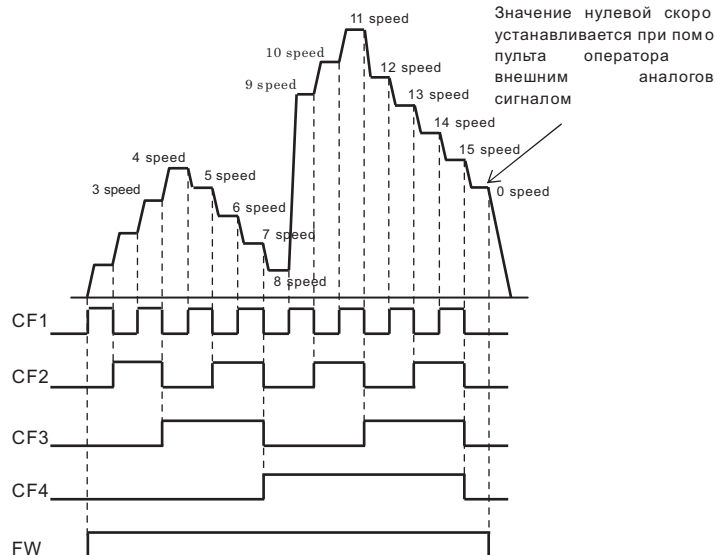 Значение нулевой скоро
устанавливается при помо
пульта оператора
внешним аналогов
сигналом
11 speed
10 speed
9 speed
12 speed
13 speed
14 speed
15 speed
0 speed
4 speed
3 speed
5 speed
6 speed
7 speed
8 speed
CF1
CF2
CF3
CF4
FW